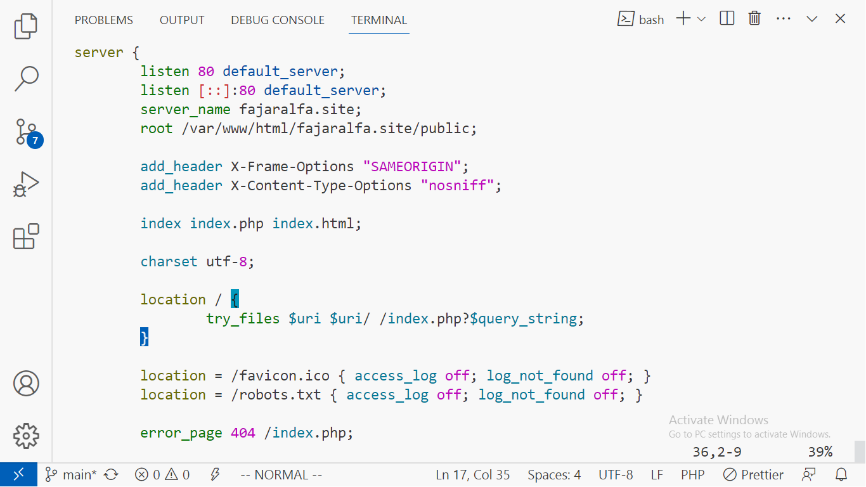 PROBLEMS OUTPUT DEBUG CONSOLE TERMINAL bash
server {
listen 80 default_server;
listen [::]:80 default_server;
server_name fajaralfa.site;
root /var/www/html/fajaralfa.site/public;
add_header X-Frame-Options "SAMEORIGIN";
add_header X-Content-Type-Options "nosniff";
index index.php index.html;
charset utf-8;
location / {
try_files $uri $uri/ /index.php?$query_string;
}
location = /favicon.ico { access_log off; log_not_found off; }
location = /robots.txt { access_log off; log_not_found off; }
error_page 404 /index.php;
7
Activate Windows
Go to PC settings to activate Windows.
36,2-9 39%
main* 0 0 -- NORMAL -- Ln 17, Col 35 Spaces: 4 UTF-8 LF PHP Prettier